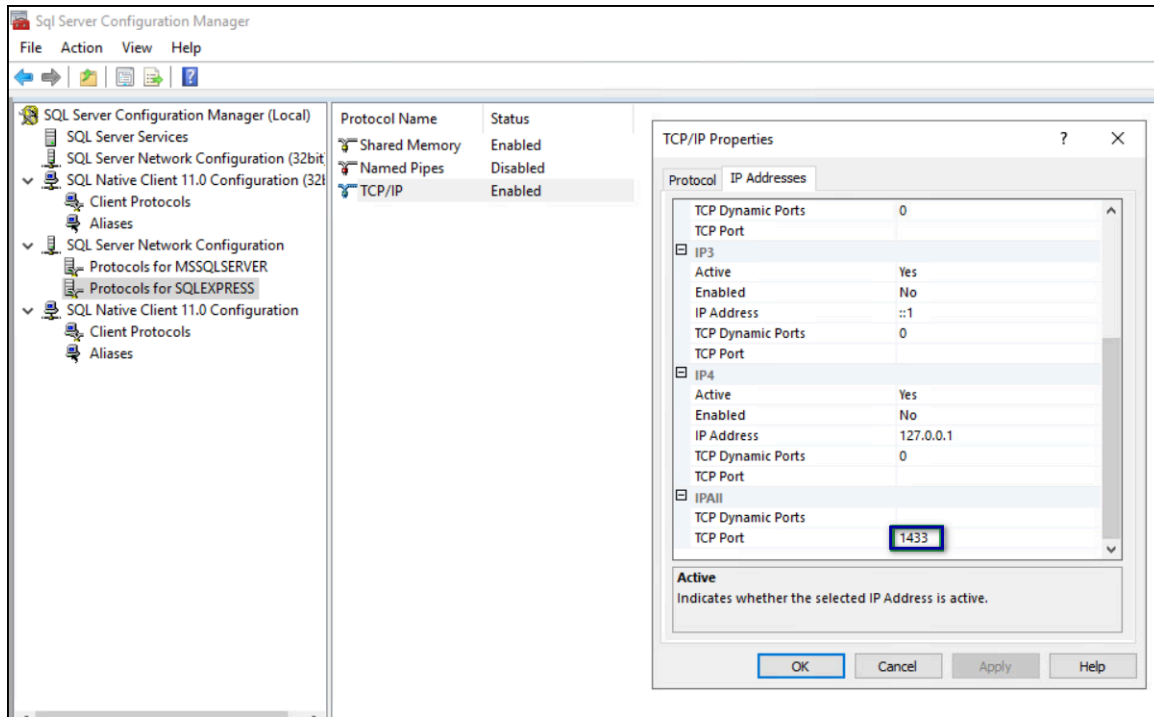 Sql Server Configuration Manager
File Action View Help
SQL Server Configuration Manager (Local)
SQL Server Services
SQL Server Network Configuration (32bit
SQL Native Client 11.0 Configuration (32b
Client Protocols
Aliases
SQL Server Network Configuration
Protocols for MSSQLSERVER
Protocols for SQLEXPRESS
SQL Native Client 11.0 Configuration
Client Protocols
Aliases
Protocol Name Status
Shared Memory Enabled
Named Pipes Disabled
TCP/IP Enabled
TCP/IP Properties ?
Protocol IP Addresses
TCP Dynamic Ports 0
TCP Port
IP3
Active Yes
Enabled No
IP Address ::1
TCP Dynamic Ports 0
TCP Port
IP4
Active Yes
Enabled No
IP Address 127.0.0.1
TCP Dynamic Ports 0
TCP Port
IPAll
TCP Dynamic Ports
TCP Port 1433
Active
Indicates whether the selected IP Address is active.
OK Cancel Apply Help